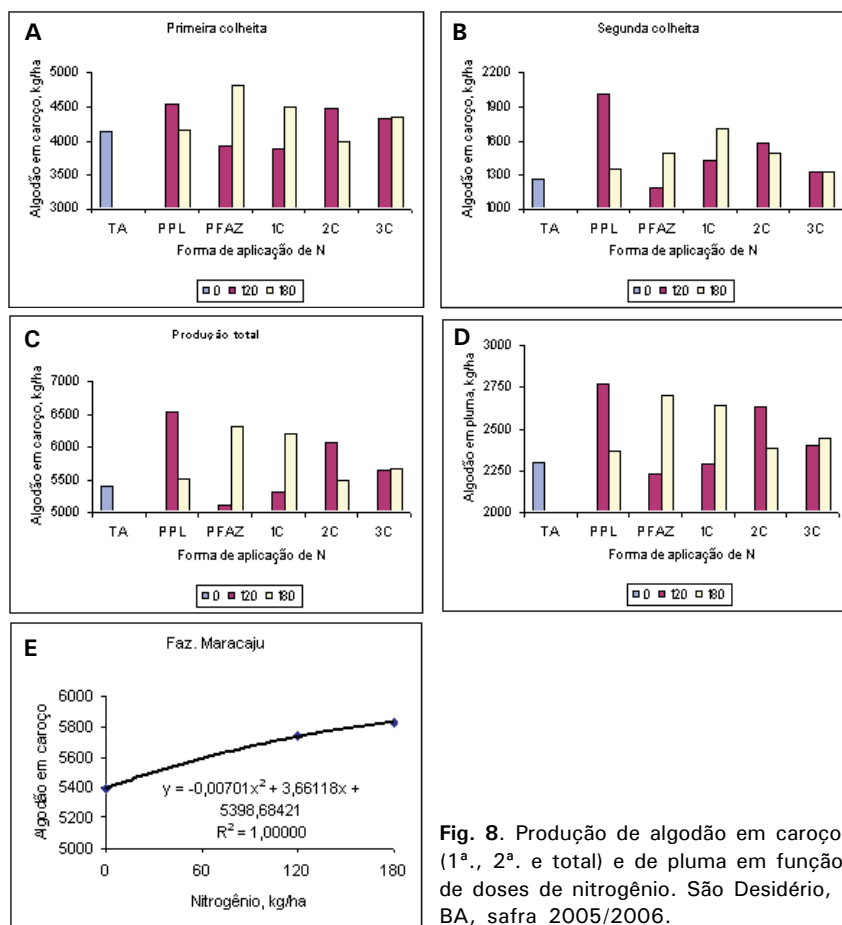 A
Primeira colheita
Algodão em caroço, kg/ha
5000
4500
4000
3500
3000
TA PPL PFAZ 1C 2C 3C
Forma de aplicação de N
0 120 180
B
Segunda colheita
Algodão em caroço, kg/ha
2200
1900
1600
1300
1000
TA PPL PFAZ 1C 2C 3C
Forma de aplicação de N
0 120 180
C
Produção total
Algodão em caroço, kg/ha
7000
6500
6000
5500
5000
TA PPL PFAZ 1C 2C 3C
Forma de aplicação de N
0 120 180
D
Algodão em pluma, kg/ha
3000
2750
2500
2250
2000
TA PPL PFAZ 1C 2C 3C
Forma de aplicação de N
0 120 180
E
Faz. Maracaju
Algodão em caroço
6000
5800
5600
5400
5200
5000
y = -0,00701x² + 3,66118x +
5398,68421
R² = 1,00000
0 60 120 180
Nitrogênio, kg/ha
Fig. 8. Produção de algodão em caroço
(1ª., 2ª. e total) e de pluma em função
de doses de nitrogênio. São Desidério,
BA, safra 2005/2006.